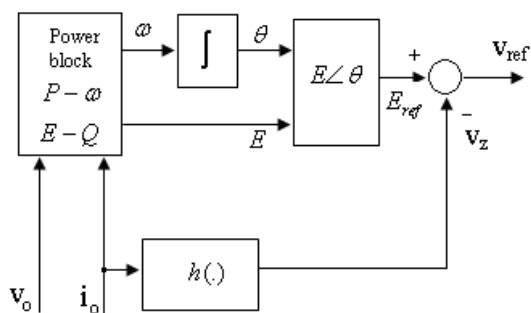 Power
block
P − ω
E − Q
ω
∫
θ
E
E∠θ
+
E_ref
v_ref
−
v_z
h(.)
v_o
i_o